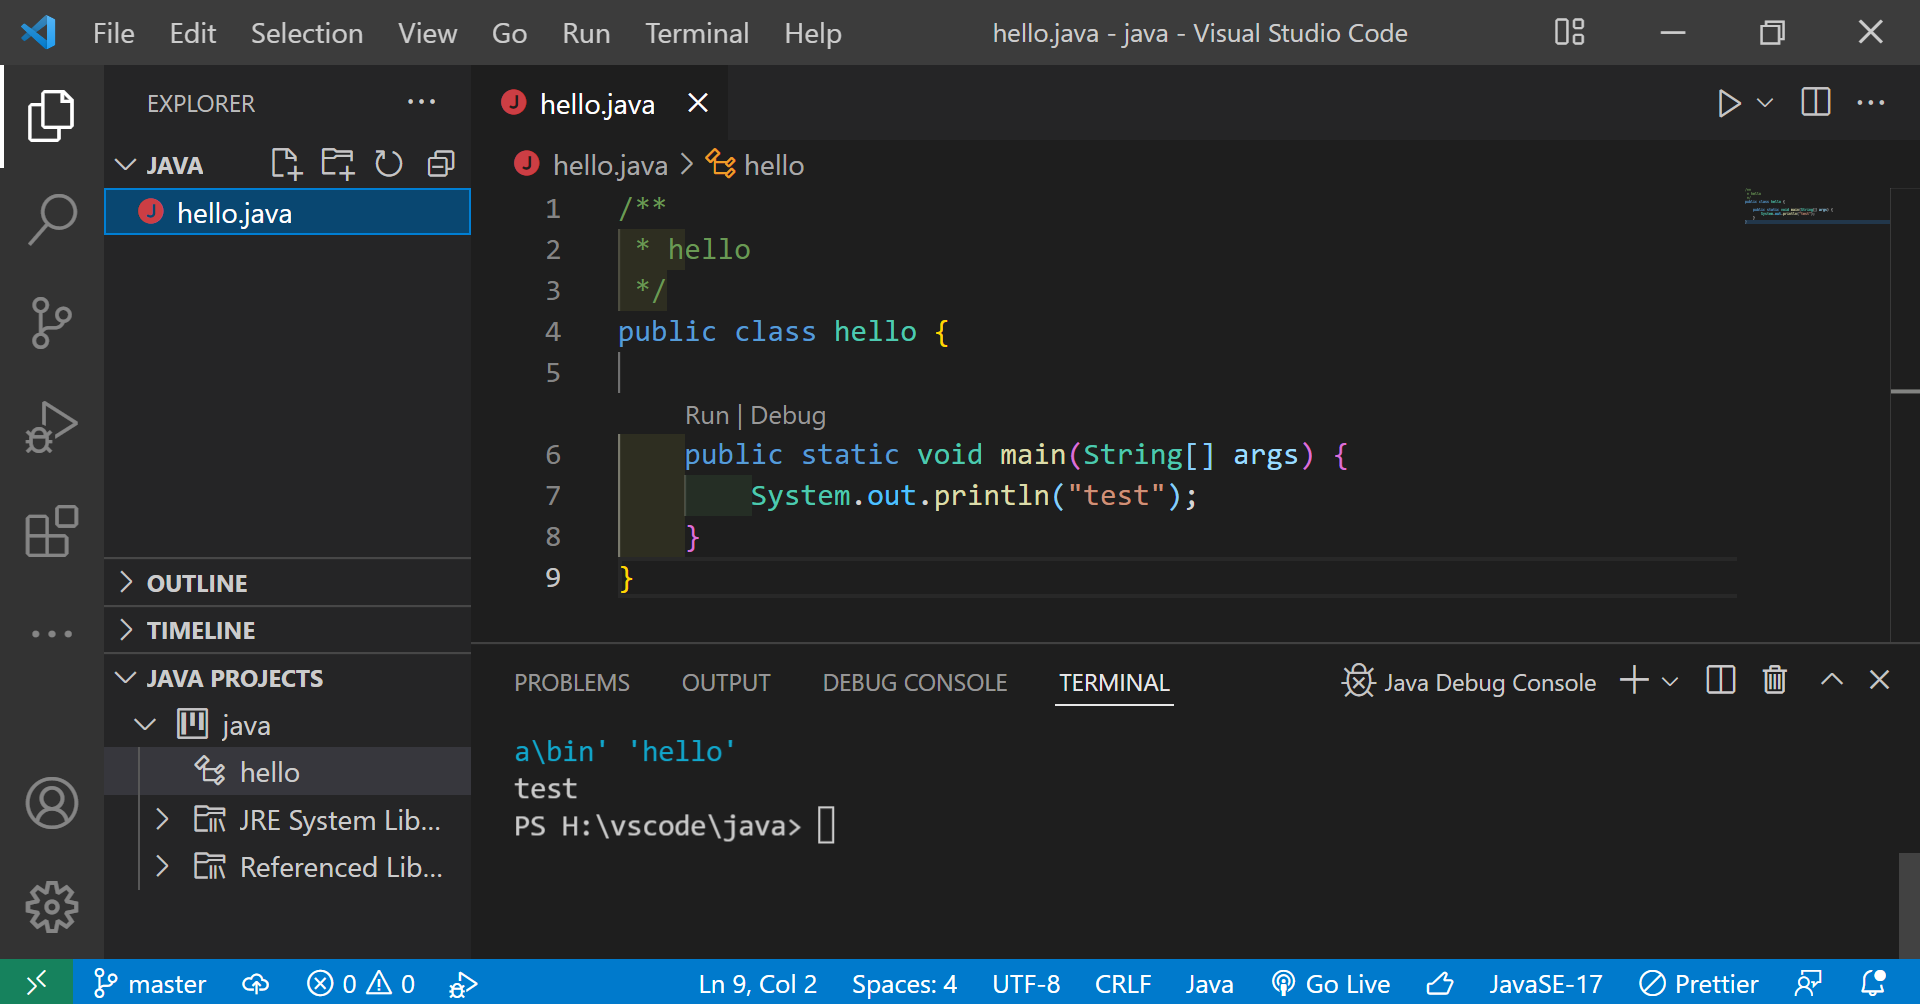 File Edit Selection View Go Run Terminal Help hello.java - java - Visual Studio Code
EXPLORER
JAVA
hello.java
OUTLINE
TIMELINE
JAVA PROJECTS
java
hello
JRE System Lib...
Referenced Lib...
hello.java
hello.java hello
1 /**
2  * hello
3  */
4 public class hello {
5
Run | Debug
6     public static void main(String[] args) {
7         System.out.println("test");
8     }
9 }
PROBLEMS OUTPUT DEBUG CONSOLE TERMINAL Java Debug Console
a\bin' 'hello'
test
PS H:\vscode\java>
master 0 0 Ln 9, Col 2 Spaces: 4 UTF-8 CRLF Java Go Live JavaSE-17 Prettier